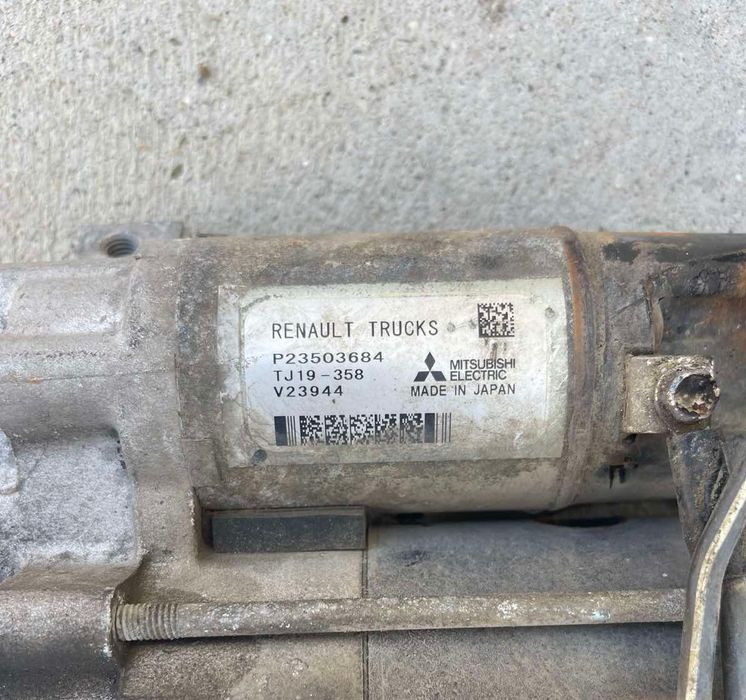 RENAULT TRUCKS
P23503684
TJ19-358
V23944
MITSUBISHI
ELECTRIC
MADE IN JAPAN